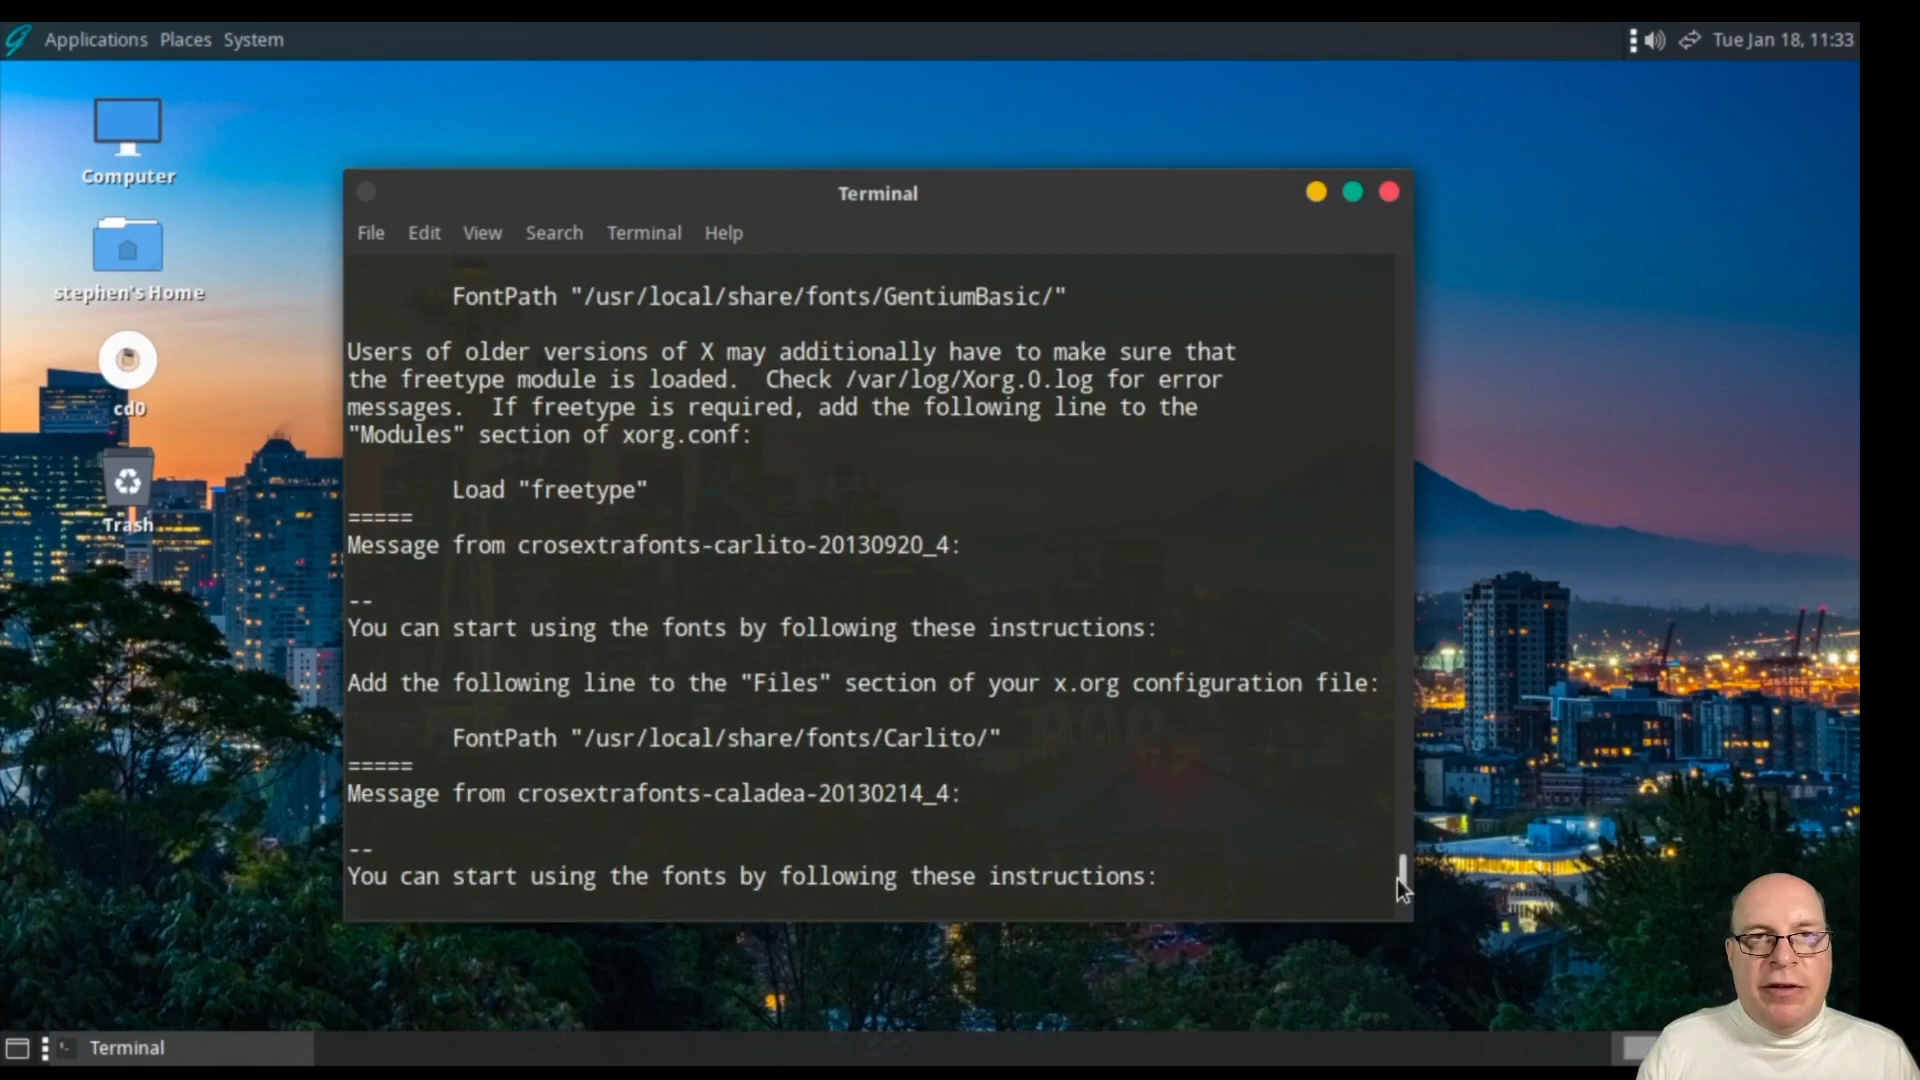 Applications Places System
Tue Jan 18, 11:33
Computer
stephen's Home
cd0
Trash
Terminal
File Edit View Search Terminal Help
FontPath "/usr/local/share/fonts/GentiumBasic/"
Users of older versions of X may additionally have to make sure that
the freetype module is loaded.  Check /var/log/Xorg.0.log for error
messages.  If freetype is required, add the following line to the
"Modules" section of xorg.conf:
Load "freetype"
=====
Message from crosextrafonts-carlito-20130920_4:
--
You can start using the fonts by following these instructions:
Add the following line to the "Files" section of your x.org configuration file:
FontPath "/usr/local/share/fonts/Carlito/"
=====
Message from crosextrafonts-caladea-20130214_4:
--
You can start using the fonts by following these instructions:
Terminal